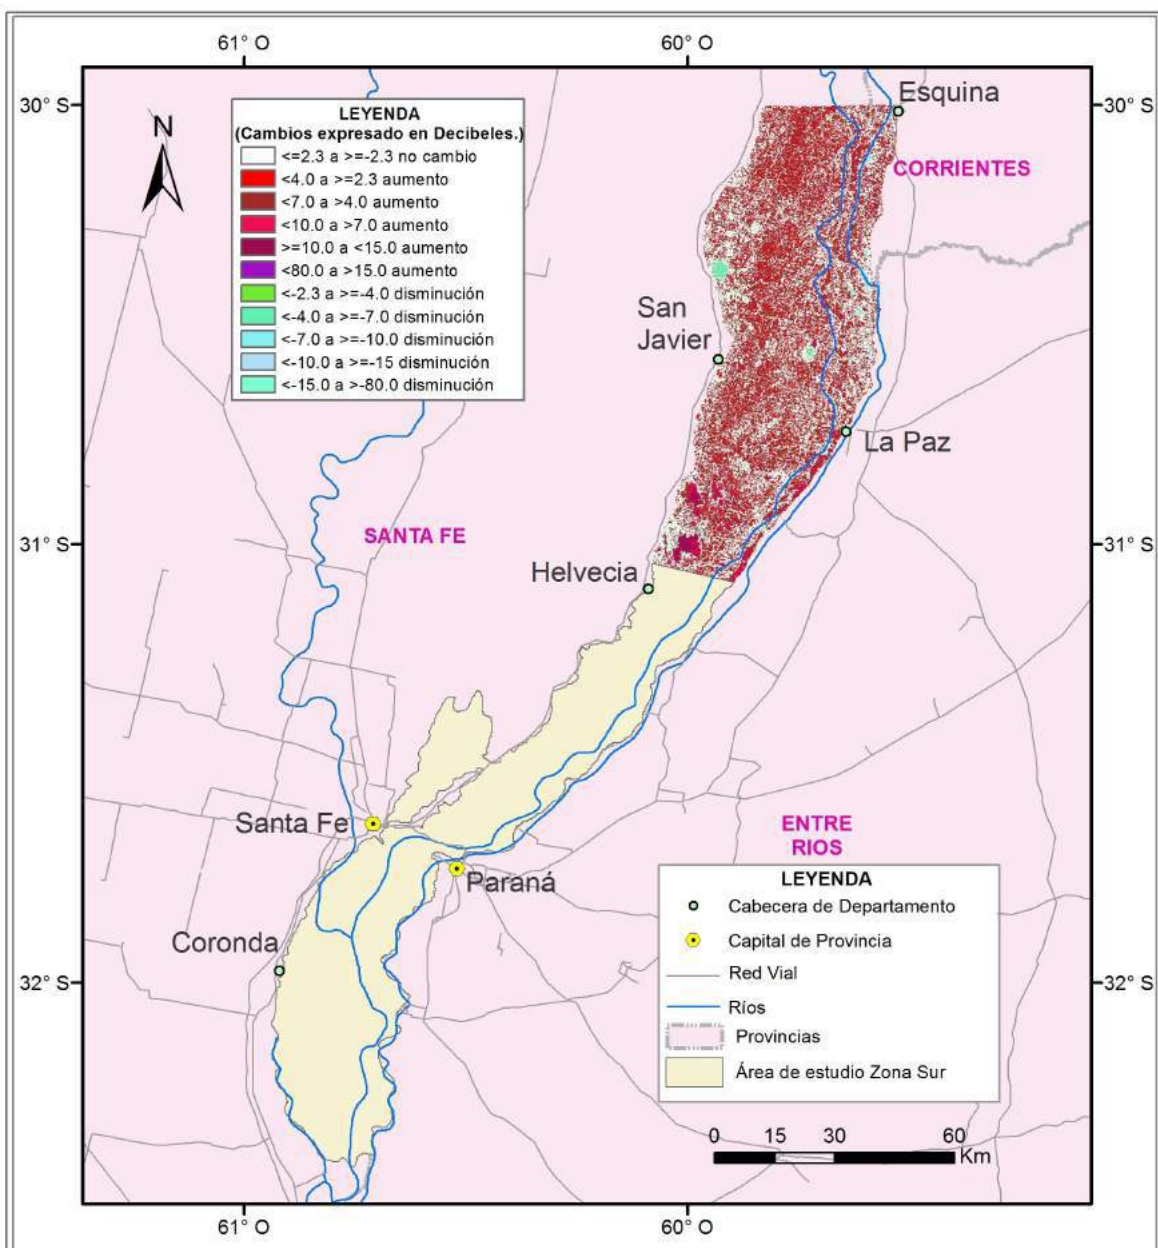 61° O
60° O
30° S
30° S
N
LEYENDA
(Cambios expresado en Decibeles.)
<=2.3 a >=-2.3 no cambio
<4.0 a >=2.3 aumento
<7.0 a >4.0 aumento
<10.0 a >7.0 aumento
>=10.0 a <15.0 aumento
<80.0 a >15.0 aumento
<-2.3 a >=-4.0 disminución
<-4.0 a >=-7.0 disminución
<-7.0 a >=-10.0 disminución
<-10.0 a >=-15 disminución
<-15.0 a >-80.0 disminución
Esquina
CORRIENTES
San
Javier
La Paz
SANTA FE
31° S
31° S
Helvecia
Santa Fe
ENTRE
RIOS
Paraná
Coronda
32° S
32° S
LEYENDA
Cabecera de Departamento
Capital de Provincia
Red Vial
Ríos
Provincias
Área de estudio Zona Sur
0 15 30 60
Km
61° O
60° O